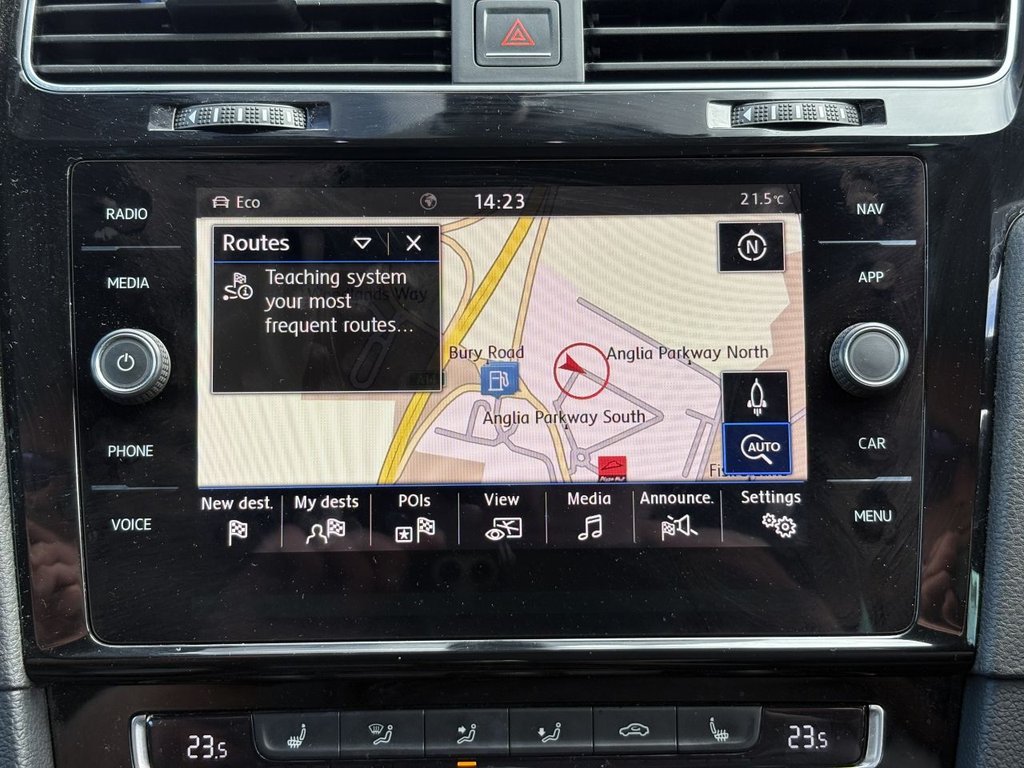 RADIO
MEDIA
PHONE
VOICE
Eco
14:23
21.5°C
Routes
Teaching system
your most
frequent routes...
N
Bury Road
Anglia Parkway North
Anglia Parkway South
Pizza Hut
AUTO
New dest.
My dests
POIs
View
Media
Announce.
Settings
NAV
APP
CAR
MENU
23.5
23.5